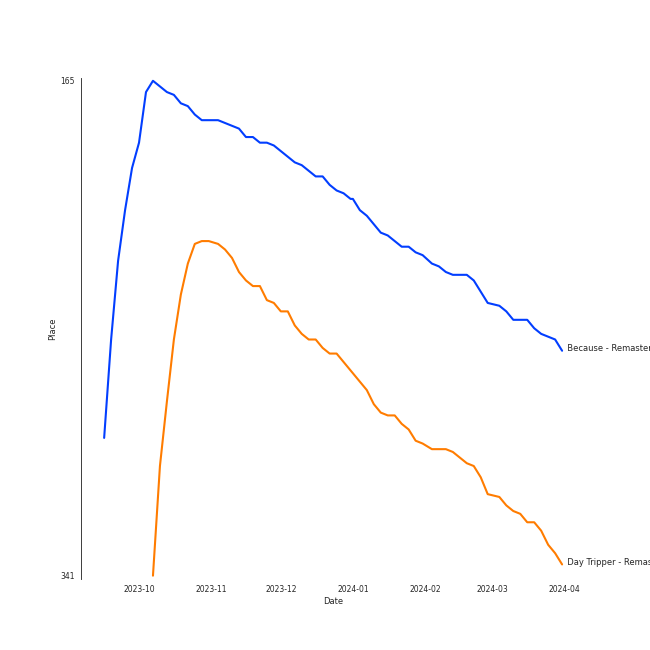 165
Place
Because - Remaster
Day Tripper - Remas
341
2023-10 2023-11 2023-12 2024-01 2024-02 2024-03 2024-04
Date